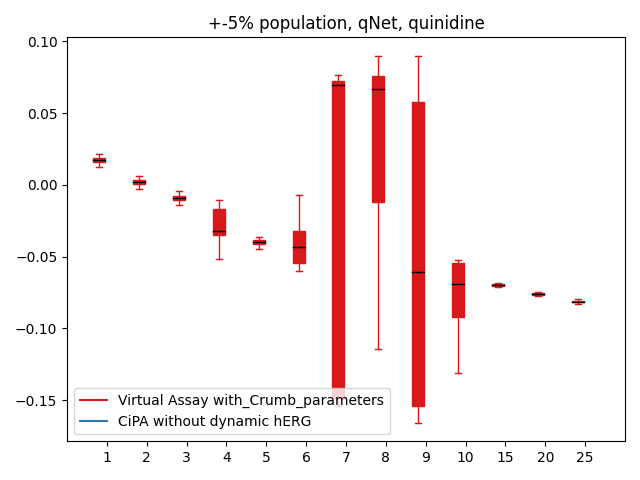 +-5% population, qNet, quinidine
0.10
0.05
0.00
−0.05
−0.10
−0.15
Virtual Assay with_Crumb_parameters
CiPA without dynamic hERG
1 2 3 4 5 6 7 8 9 10 15 20 25